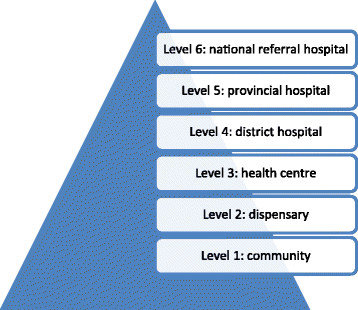 Level 6: national referral hospital
Level 5: provincial hospital
Level 4: district hospital
Level 3: health centre
Level 2: dispensary
Level 1: community